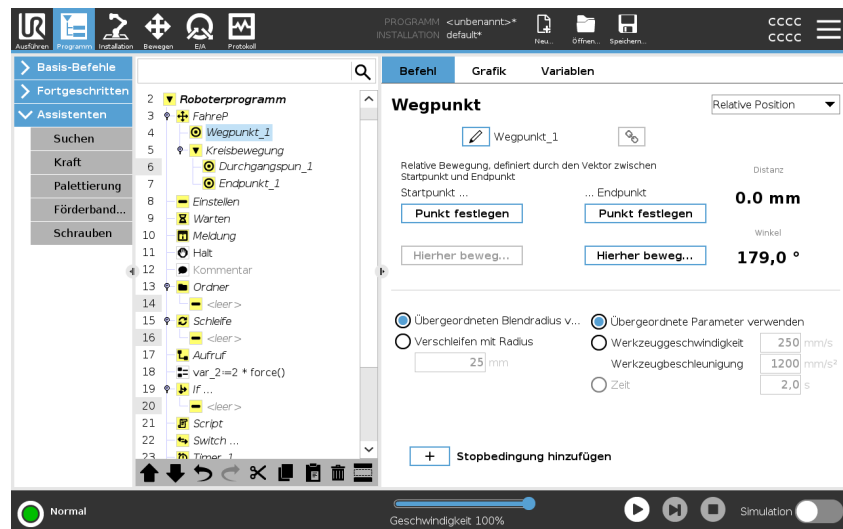 PROGRAMM <unbenannt>*
INSTALLATION default*
Ausführen Programm Installation Bewegen E/A Protokoll
Neu... Öffnen... Speichern...
cccc
cccc
Basis-Befehle
Fortgeschritten
Assistenten
Suchen
Kraft
Palettierung
Förderband...
Schrauben
2 Roboterprogramm
3 FahreP
4 Wegpunkt_1
5 Kreisbewegung
6 Durchgangspun_1
7 Endpunkt_1
8 Einstellen
9 Warten
10 Meldung
11 Halt
12 Kommentar
13 Ordner
14 <leer>
15 Schleife
16 <leer>
17 Aufruf
18 var_2:=2 * force()
19 If ...
20 <leer>
21 Script
22 Switch ...
23 Timer_1
Befehl Grafik Variablen
Wegpunkt
Relative Position
Wegpunkt_1
Relative Bewegung, definiert durch den Vektor zwischen
Startpunkt und Endpunkt
Startpunkt ...
... Endpunkt
Punkt festlegen
Punkt festlegen
Hierher beweg...
Hierher beweg...
Distanz
0.0 mm
Winkel
179,0 °
Übergeordneten Blendradius v...
Verschleifen mit Radius
25 mm
Übergeordnete Parameter verwenden
Werkzeuggeschwindigkeit 250 mm/s
Werkzeugbeschleunigung 1200 mm/s²
Zeit 2,0 s
+ Stopbedingung hinzufügen
Normal
Geschwindigkeit 100%
Simulation